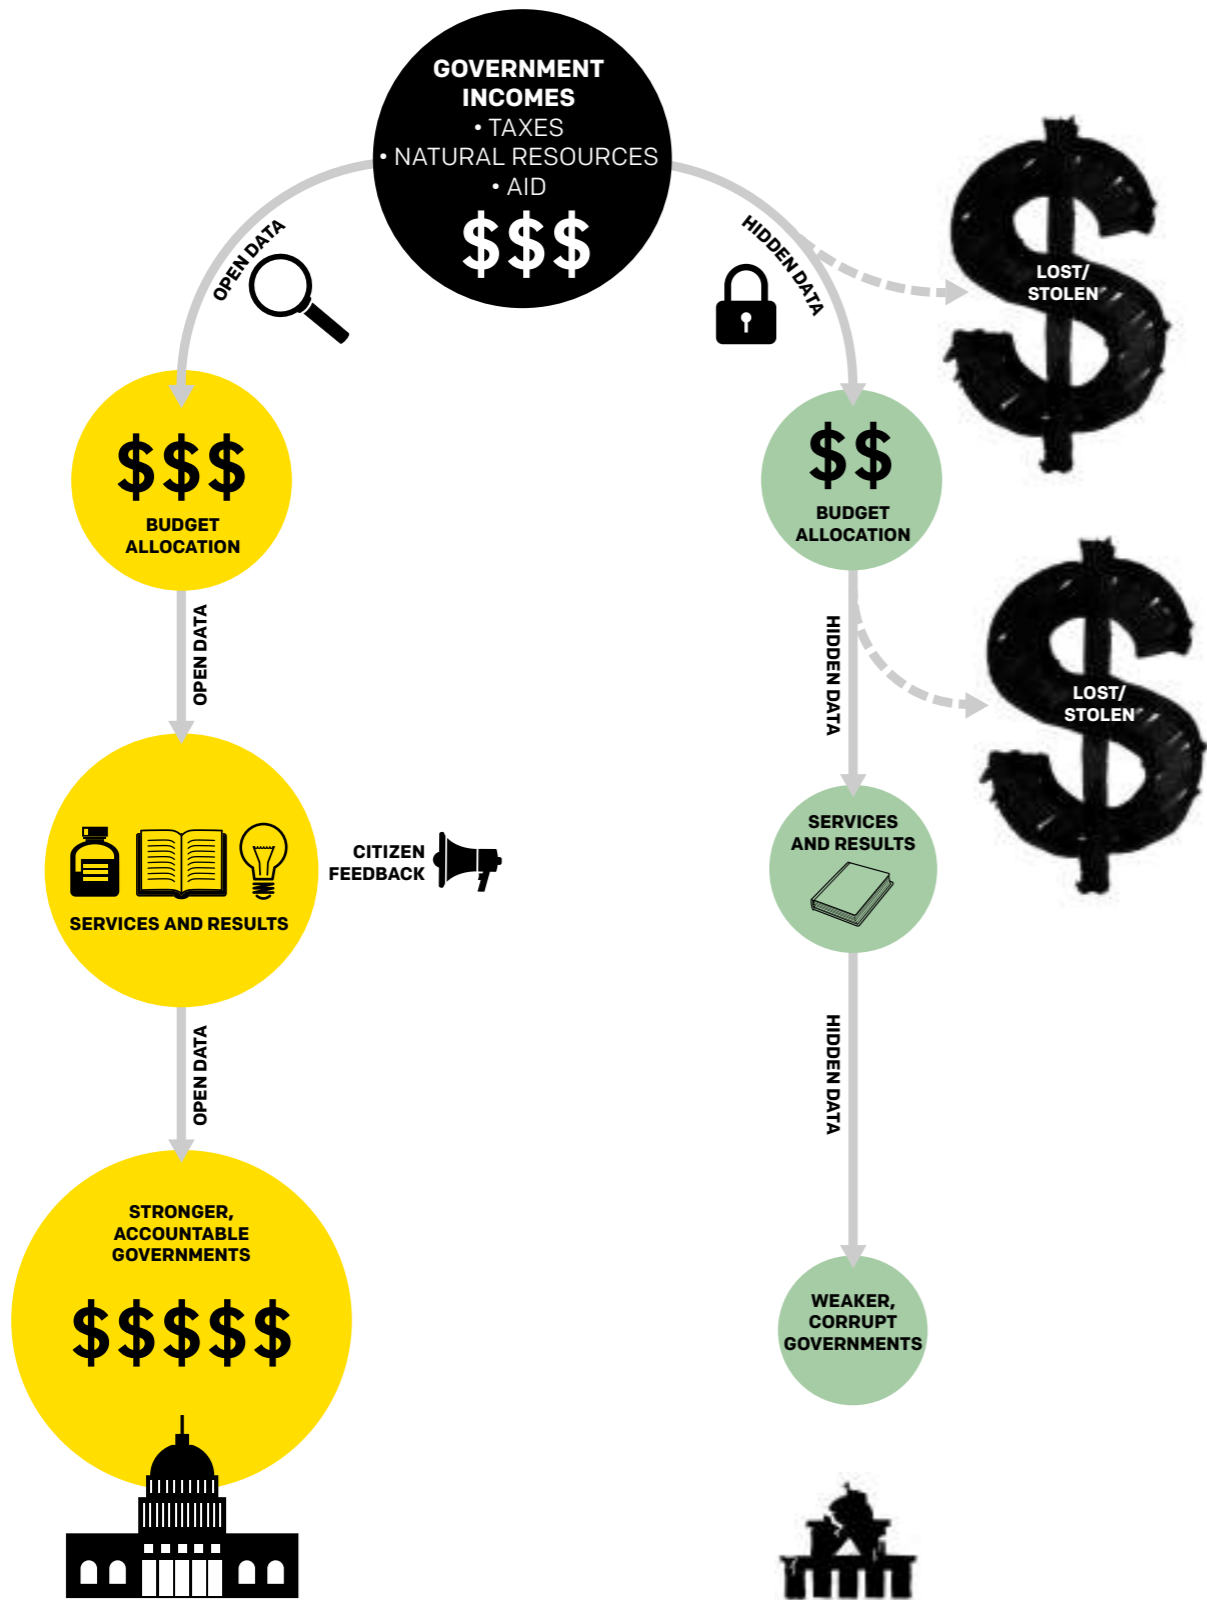 GOVERNMENT
INCOMES
• TAXES
• NATURAL RESOURCES
• AID
$$$
OPEN DATA
HIDDEN DATA
LOST/
STOLEN
$$$
BUDGET
ALLOCATION
$$
BUDGET
ALLOCATION
OPEN DATA
HIDDEN DATA
LOST/
STOLEN
SERVICES AND RESULTS
CITIZEN
FEEDBACK
SERVICES
AND RESULTS
OPEN DATA
HIDDEN DATA
STRONGER,
ACCOUNTABLE
GOVERNMENTS
$$$$$
WEAKER,
CORRUPT
GOVERNMENTS